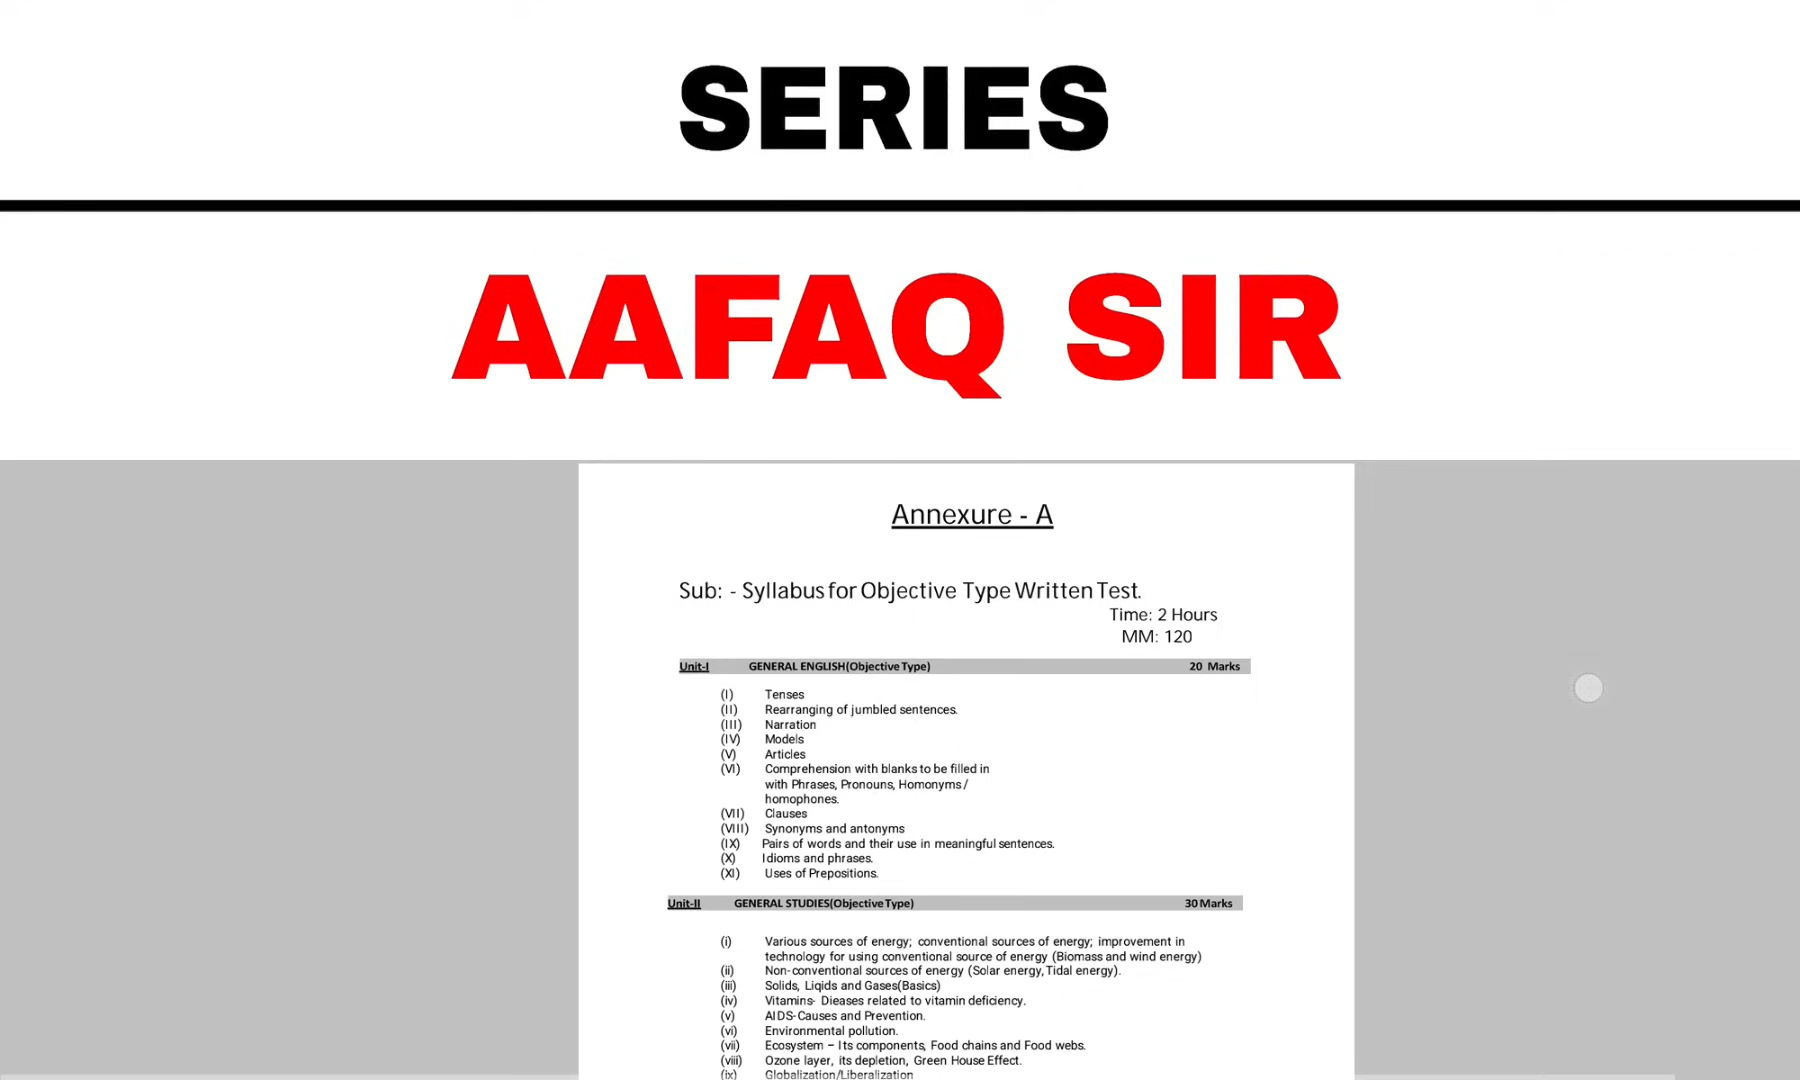 SERIES
AAFAQ SIR
Annexure - A
Sub: - Syllabus for Objective Type Written Test.
Time: 2 Hours
MM: 120
Unit-I GENERAL ENGLISH(Objective Type) 20 Marks
(I) Tenses
(II) Rearranging of jumbled sentences.
(III) Narration
(IV) Models
(V) Articles
(VI) Comprehension with blanks to be filled in
with Phrases, Pronouns, Homonyms /
homophones.
(VII) Clauses
(VIII) Synonyms and antonyms
(IX) Pairs of words and their use in meaningful sentences.
(X) Idioms and phrases.
(XI) Uses of Prepositions.
Unit-II GENERAL STUDIES(Objective Type) 30 Marks
(i) Various sources of energy; conventional sources of energy; improvement in
technology for using conventional source of energy (Biomass and wind energy)
(ii) Non-conventional sources of energy (Solar energy, Tidal energy).
(iii) Solids, Liqids and Gases(Basics)
(iv) Vitamins- Dieases related to vitamin deficiency.
(v) AIDS-Causes and Prevention.
(vi) Environmental pollution.
(vii) Ecosystem – Its components, Food chains and Food webs.
(viii) Ozone layer, its depletion, Green House Effect.
(ix) Globalization/Liberalization